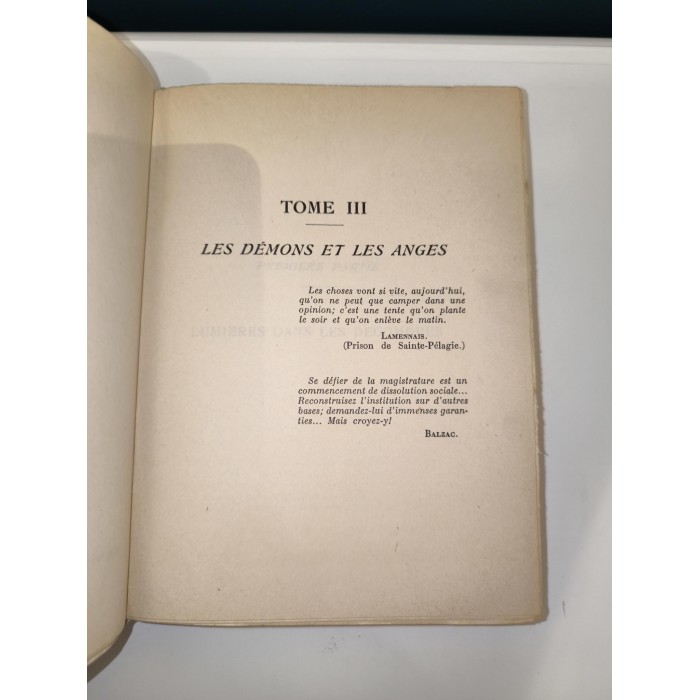 TOME III
LES DÉMONS ET LES ANGES
Les choses vont si vite, aujourd'hui,
qu'on ne peut que camper dans une
opinion; c'est une tente qu'on plante
le soir et qu'on enlève le matin.
LAMENNAIS.
(Prison de Sainte-Pélagie.)
Se défier de la magistrature est un
commencement de dissolution sociale...
Reconstruisez l'institution sur d'autres
bases; demandez-lui d'immenses garan-
ties... Mais croyez-y!
BALZAC.